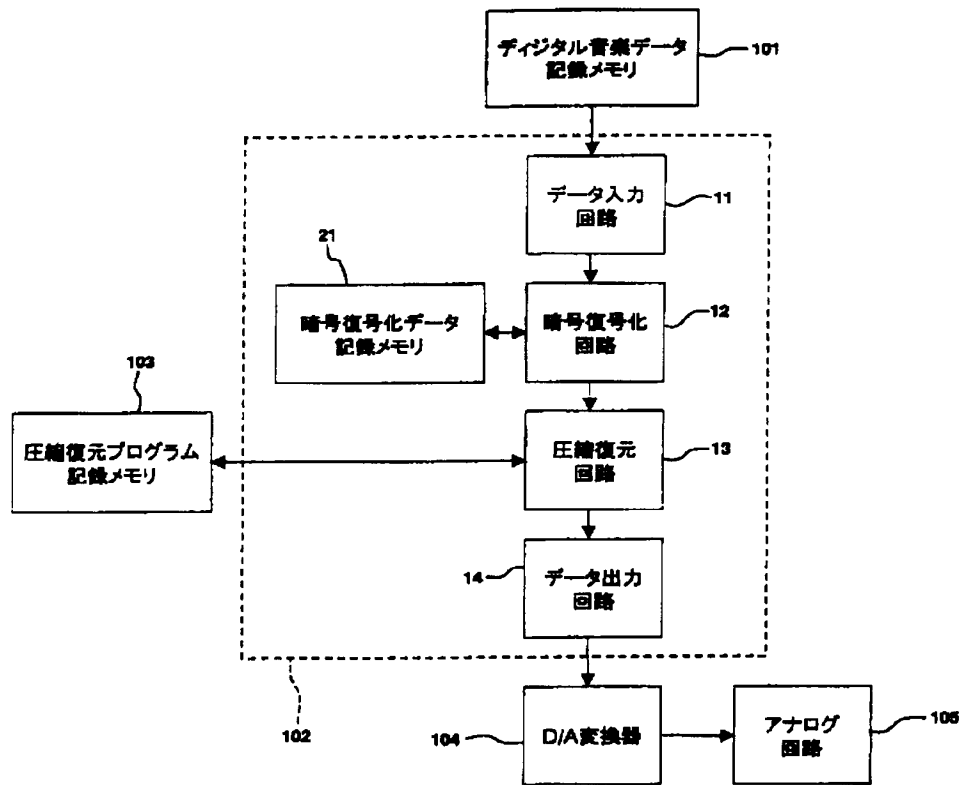 ディジタル音楽データ
記録メモリ
101
データ入力
回路
11
21
暗号復号化データ
記録メモリ
暗号復号化
回路
12
103
圧縮復元プログラム
記録メモリ
圧縮復元
回路
13
14
データ出力
回路
102
104
D/A変換器
アナログ
回路
105